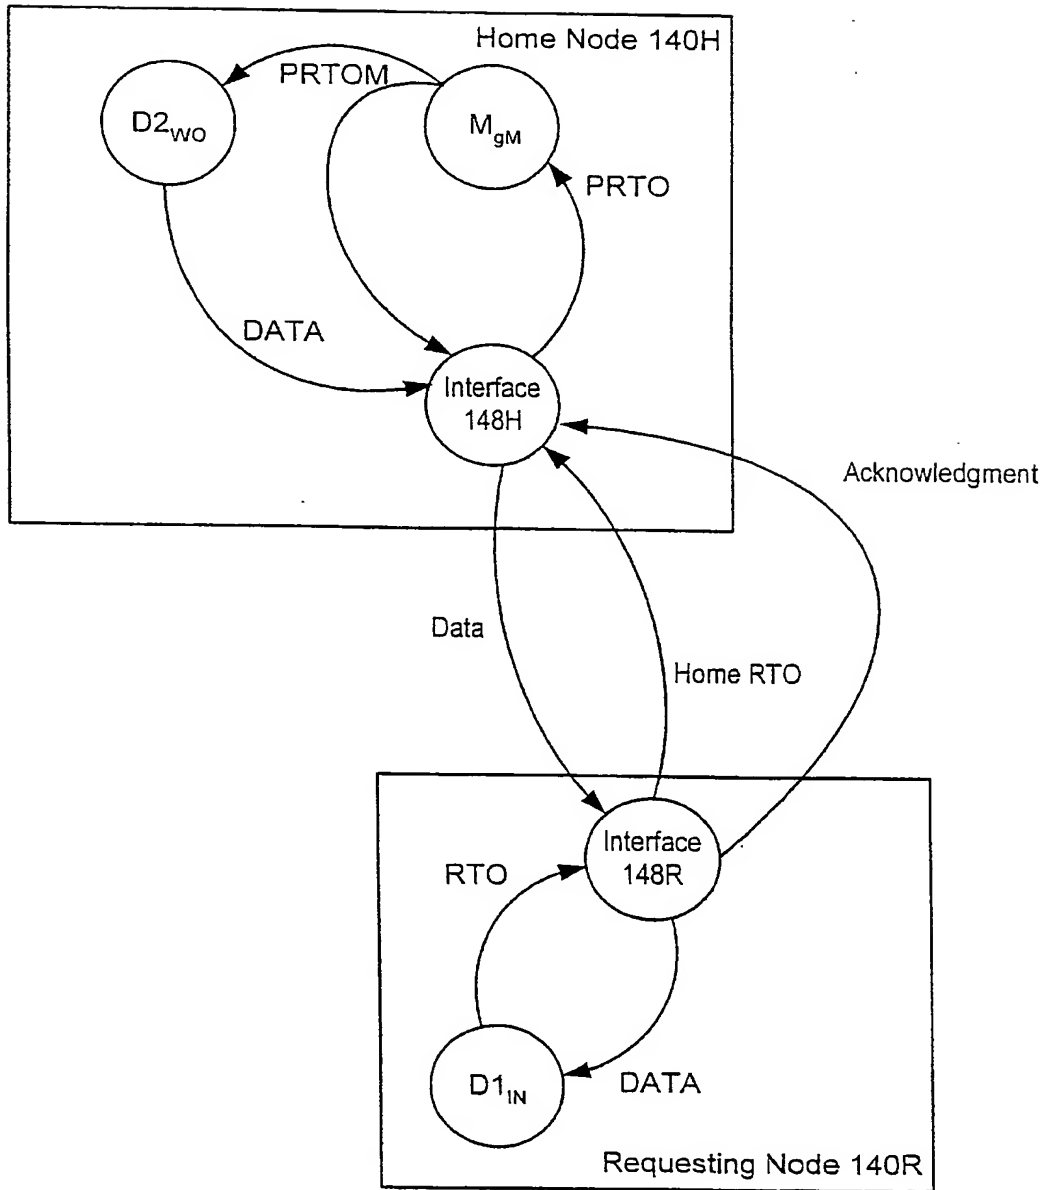 Home Node 140H
PRTOM
D2WO
MgM
PRTO
DATA
Interface
148H
Acknowledgment
Data
Home RTO
Interface
148R
RTO
D1IN
DATA
Requesting Node 140R